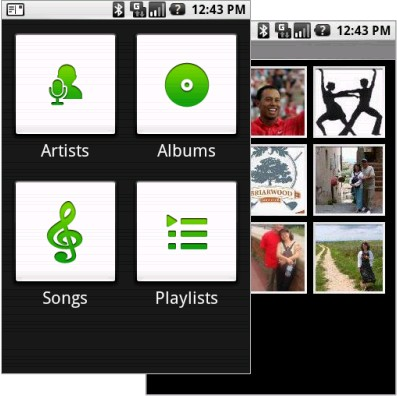 12:43 PM
12:43 PM
Artists
Albums
Songs
Playlists
BRIARWOOD